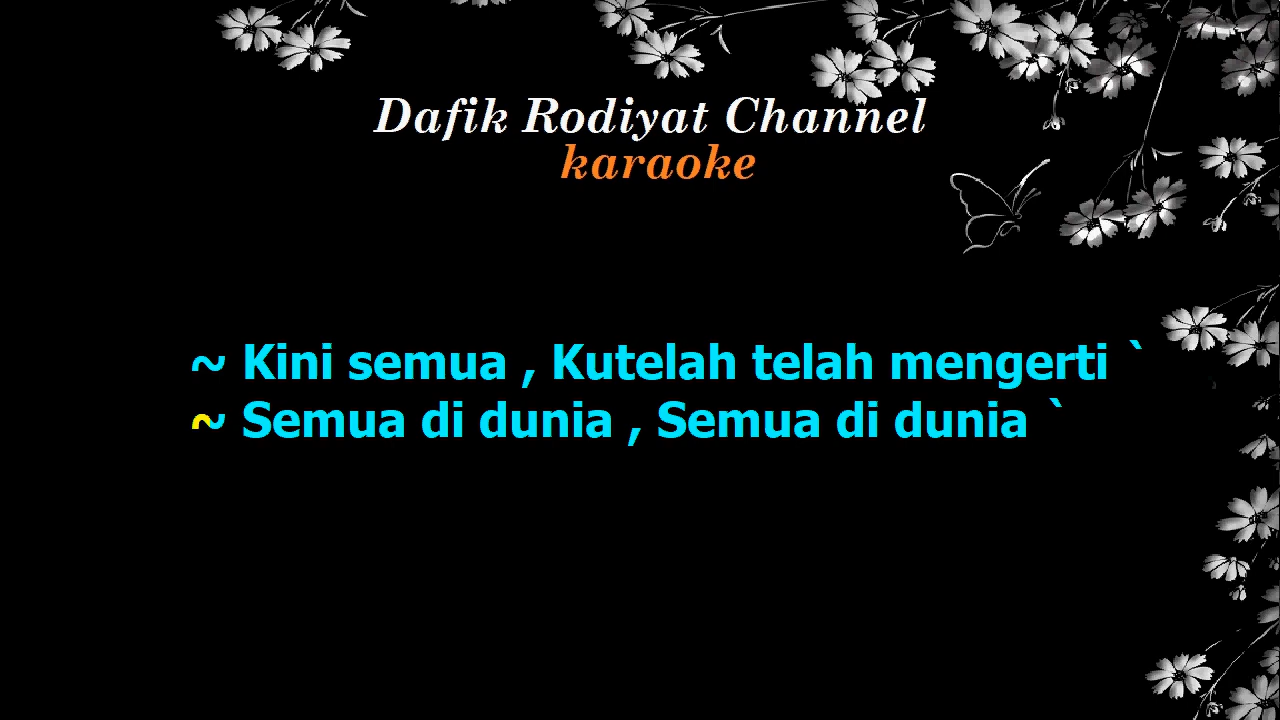 Dafik Rodiyat Channel
karaoke
~ Kini semua , Kutelah telah mengerti `
~ Semua di dunia , Semua di dunia `